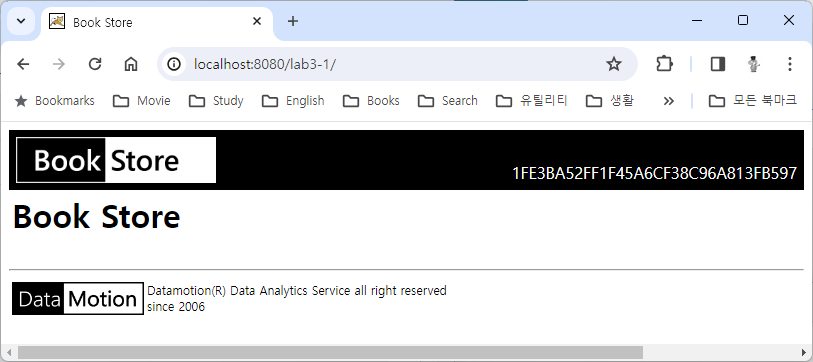 Book Store
localhost:8080/lab3-1/
Bookmarks Movie Study English Books Search 유틸리티 생활 » 모든 북마크
Book Store
1FE3BA52FF1F45A6CF38C96A813FB597
Book Store
Data Motion Datamotion(R) Data Analytics Service all right reserved
since 2006